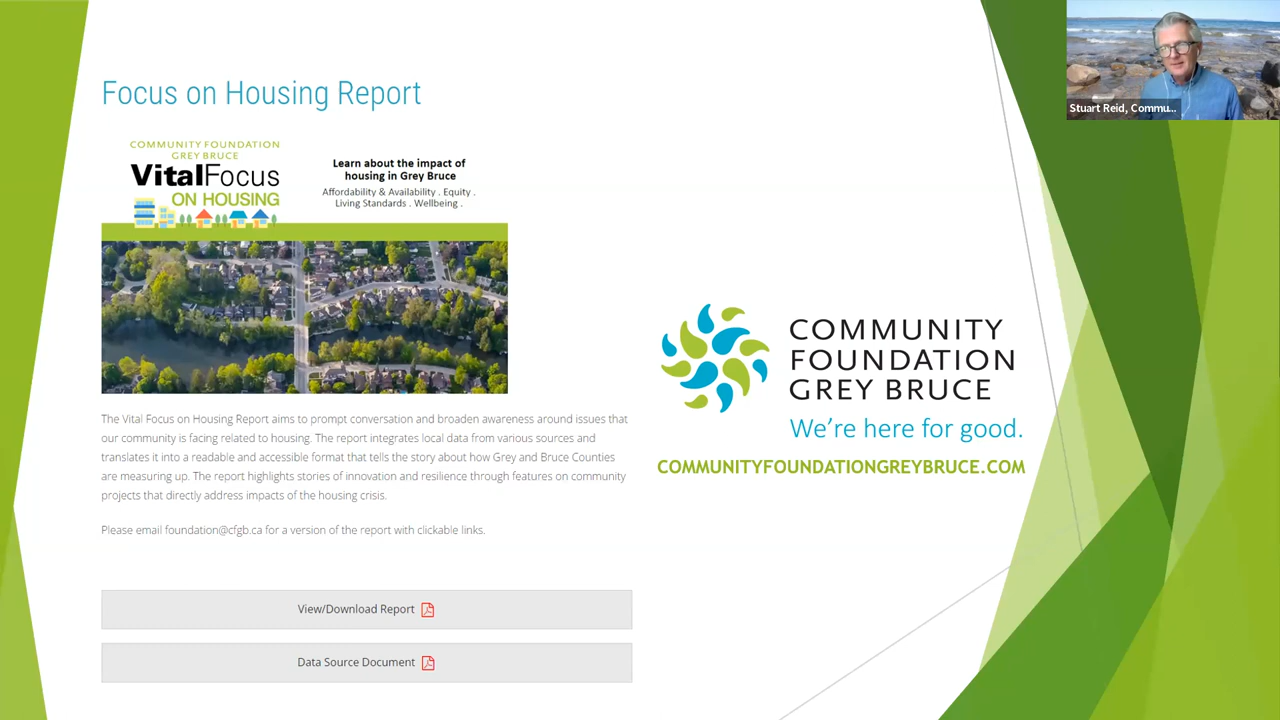 Focus on Housing Report
COMMUNITY FOUNDATION
GREY BRUCE
VitalFocus
ON HOUSING
Learn about the impact of
housing in Grey Bruce
Affordability & Availability . Equity .
Living Standards . Wellbeing .
The Vital Focus on Housing Report aims to prompt conversation and broaden awareness around issues that
our community is facing related to housing. The report integrates local data from various sources and
translates it into a readable and accessible format that tells the story about how Grey and Bruce Counties
are measuring up. The report highlights stories of innovation and resilience through features on community
projects that directly address impacts of the housing crisis.
Please email foundation@cfgb.ca for a version of the report with clickable links.
View/Download Report
Data Source Document
COMMUNITY
FOUNDATION
GREY BRUCE
We're here for good.
COMMUNITYFOUNDATIONGREYBRUCE.COM
Stuart Reid, Commu...